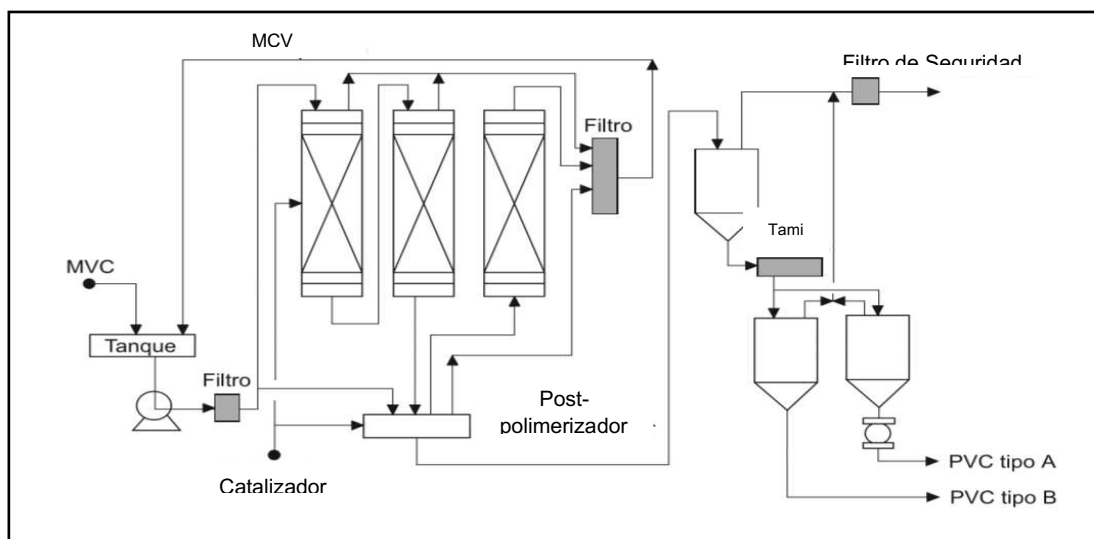 MCV
Filtro de Seguridad
Filtro
Tami
MVC
Tanque
Filtro
Post-
polimerizador
Catalizador
PVC tipo A
PVC tipo B